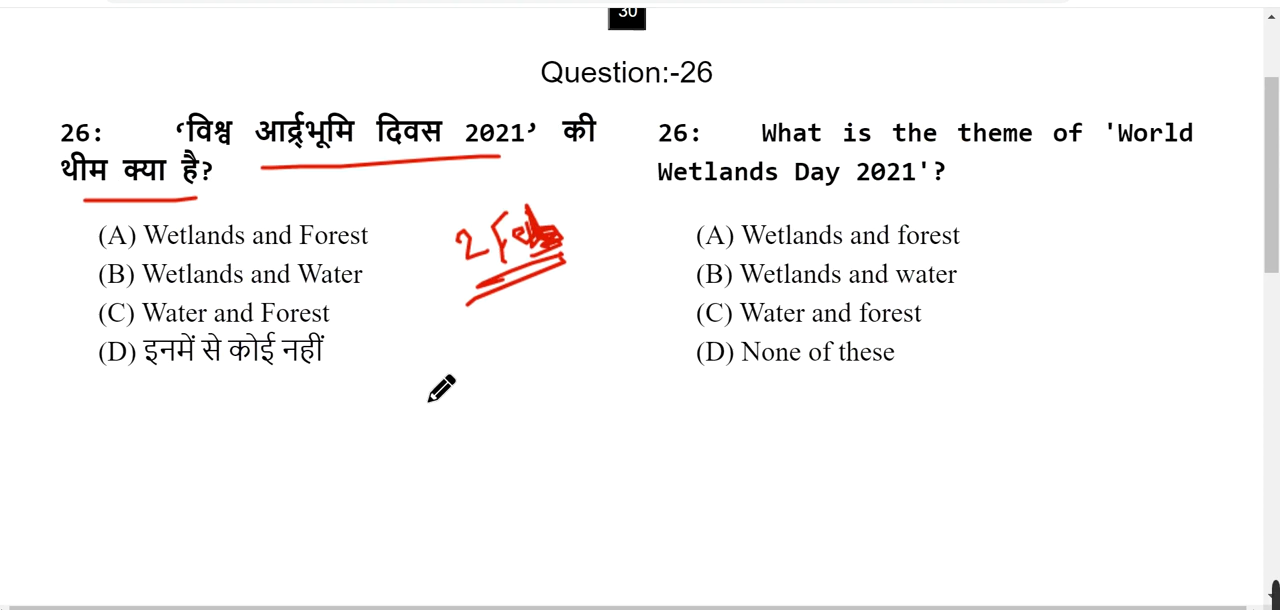 30
Question:-26
26: ‘विश्व आर्द्रभूमि दिवस 2021’ की
थीम क्या है?
(A) Wetlands and Forest
(B) Wetlands and Water
(C) Water and Forest
(D) इनमें से कोई नहीं
2 Feb
26: What is the theme of 'World
Wetlands Day 2021'?
(A) Wetlands and forest
(B) Wetlands and water
(C) Water and forest
(D) None of these